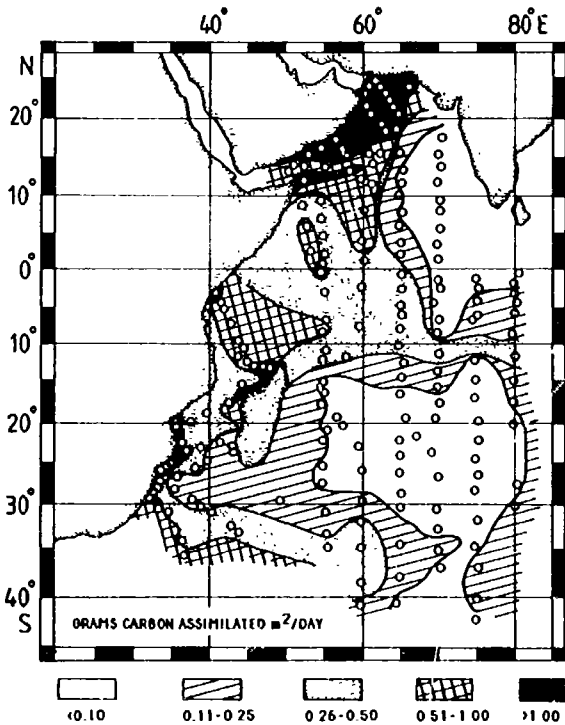 40° 60° 80°E
N
20°
10°
0°
10°
20°
30°
40°
S
GRAMS CARBON ASSIMILATED m²/DAY
<0.10 0.11-0.25 0.26-0.50 0.51-1.00 >1.00